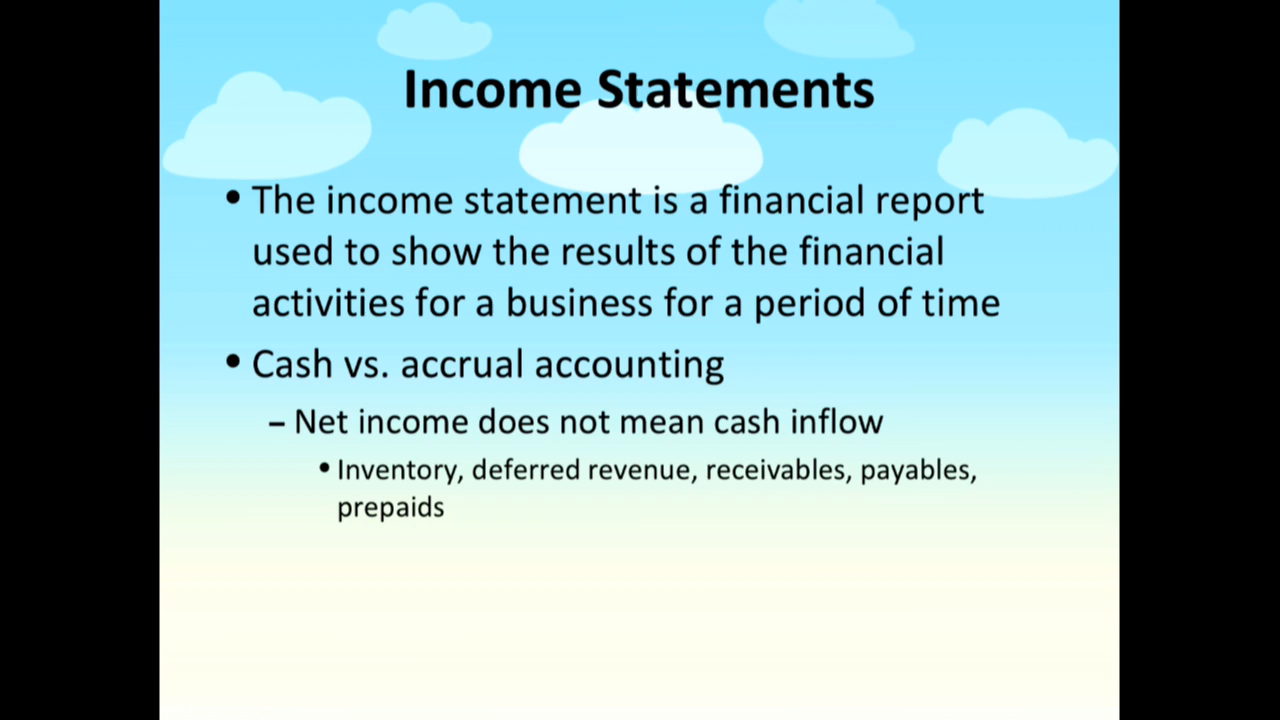 Income Statements
• The income statement is a financial report
used to show the results of the financial
activities for a business for a period of time
• Cash vs. accrual accounting
– Net income does not mean cash inflow
• Inventory, deferred revenue, receivables, payables,
prepaids